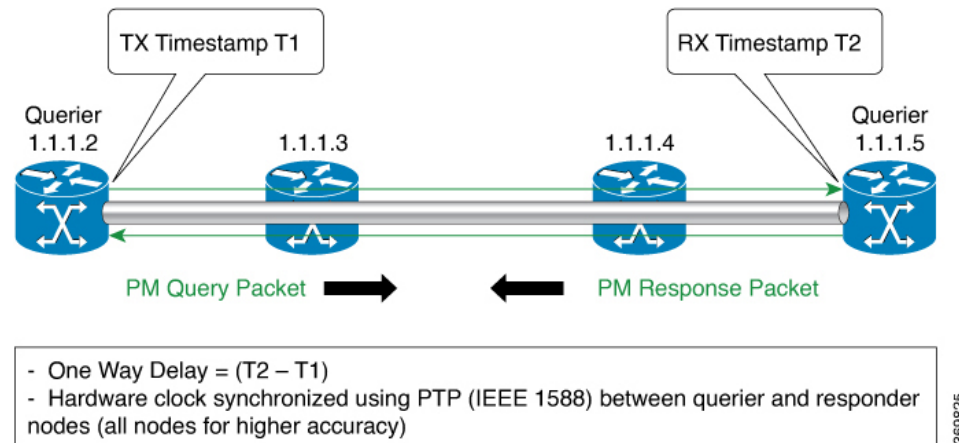 TX Timestamp T1
RX Timestamp T2
Querier
1.1.1.2
1.1.1.3
1.1.1.4
Querier
1.1.1.5
PM Query Packet
PM Response Packet
- One Way Delay = (T2 – T1)
- Hardware clock synchronized using PTP (IEEE 1588) between querier and responder
nodes (all nodes for higher accuracy)